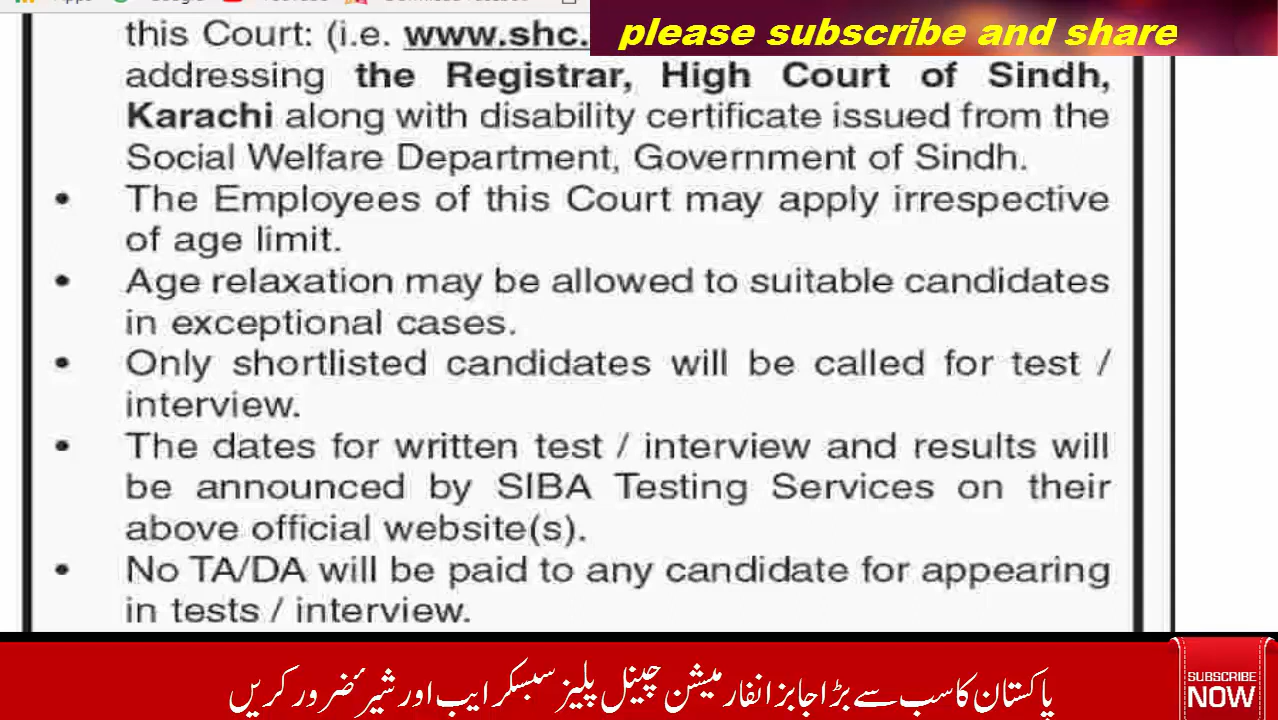 please subscribe and share
this Court: (i.e. www.shc.
addressing the Registrar, High Court of Sindh,
Karachi along with disability certificate issued from the
Social Welfare Department, Government of Sindh.
• The Employees of this Court may apply irrespective
of age limit.
• Age relaxation may be allowed to suitable candidates
in exceptional cases.
• Only shortlisted candidates will be called for test /
interview.
• The dates for written test / interview and results will
be announced by SIBA Testing Services on their
above official website(s).
• No TA/DA will be paid to any candidate for appearing
in tests / interview.
پاکستان کا سب سے بڑا جابز انفارمیشن چینل پلیز سبسکرایب اور شیئر ضرور کریں
SUBSCRIBE
NOW